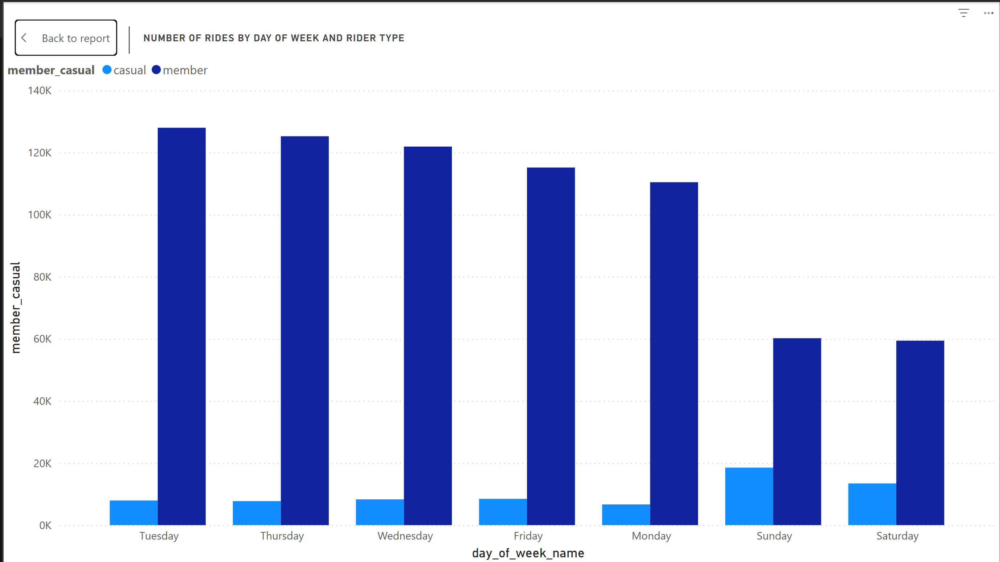 Back to report
NUMBER OF RIDES BY DAY OF WEEK AND RIDER TYPE
member_casual casual member
140K
120K
100K
80K
60K
40K
20K
0K
member_casual
Tuesday Thursday Wednesday Friday Monday Sunday Saturday
day_of_week_name